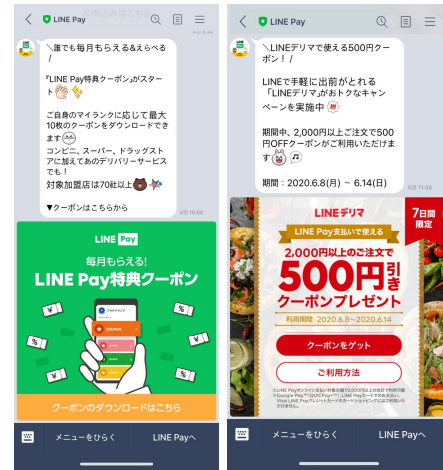 LINE Pay
＼誰でも毎月もらえる&えらべる
/
『LINE Pay特典クーポン』がスター
ト
ご自身のマイランクに応じて最大
10枚のクーポンをダウンロードでき
ます
コンビニ、スーパー、ドラッグスト
アに加えてあのデリバリーサービス
でも！
対象加盟店は70社以上
▼クーポンはこちらから
오전 10:00
LINE Pay
毎月もらえる!
LINE Pay特典クーポン
COUPON
クーポンのダウンロードはこちら
メニューをひらく
LINE Payへ
LINE Pay
＼LINEデリマで使える500円クー
ポン！ /
LINEで手軽に出前がとれる
「LINEデリマ」がおトクなキャン
ペーンを実施中
期間中、2,000円以上ご注文で500
円OFFクーポンがご利用いただけま
す
期間：2020.6.8(月) ~ 6.14(日)
오전 11:30
LINEデリマ
7日間
限定
LINE Pay支払いで使える
2,000円以上のご注文で
500円引き
クーポンプレゼント
利用期間：2020.6.8~2020.6.14
クーポンをゲット
ご利用方法
メニューをひらく
LINE Payへ